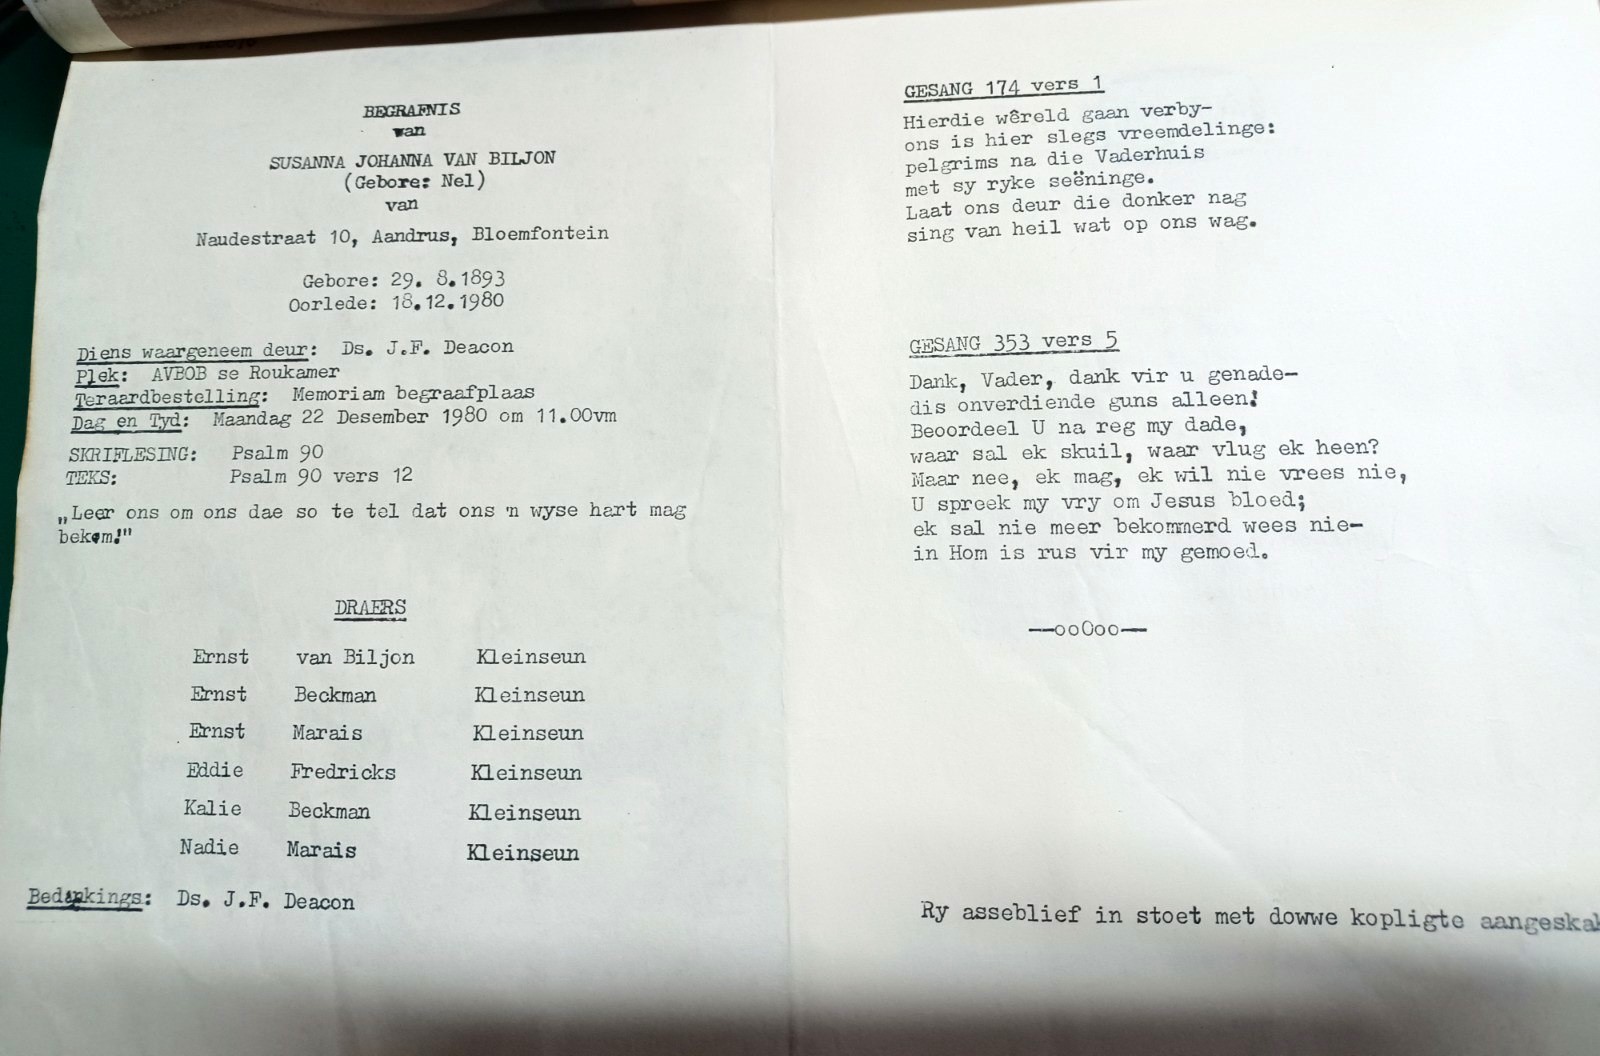 BEGRAFNIS
van
SUSANNA JOHANNA VAN BILJON
(Gebore: Nel)
van
Naudestraat 10, Aandrus, Bloemfontein
Gebore: 29. 8.1893
Oorlede: 18.12.1980
Diens waargeneem deur: Ds. J.F. Deacon
Plek: AVBOB se Roukamer
Teraardbestelling: Memoriam begraafplaas
Dag en Tyd: Maandag 22 Desember 1980 om 11.00vm
SKRIFLESING: Psalm 90
TEKS: Psalm 90 vers 12
„Leer ons om ons dae so te tel dat ons 'n wyse hart mag
bekom!"
DRAERS
Ernst van Biljon Kleinseun
Ernst Beckman Kleinseun
Ernst Marais Kleinseun
Eddie Fredricks Kleinseun
Kalie Beckman Kleinseun
Nadie Marais Kleinseun
Bedankings: Ds. J.F. Deacon
GESANG 174 vers 1
Hierdie wêreld gaan verby-
ons is hier slegs vreemdelinge:
pelgrims na die Vaderhuis
met sy ryke seëninge.
Laat ons deur die donker nag
sing van heil wat op ons wag.
GESANG 353 vers 5
Dank, Vader, dank vir u genade-
dis onverdiende guns alleen!
Beoordeel U na reg my dade,
waar sal ek skuil, waar vlug ek heen?
Maar nee, ek mag, ek wil nie vrees nie,
U spreek my vry om Jesus bloed;
ek sal nie meer bekommerd wees nie-
in Hom is rus vir my gemoed.
—ooOoo—
Ry asseblief in stoet met dowwe kopligte